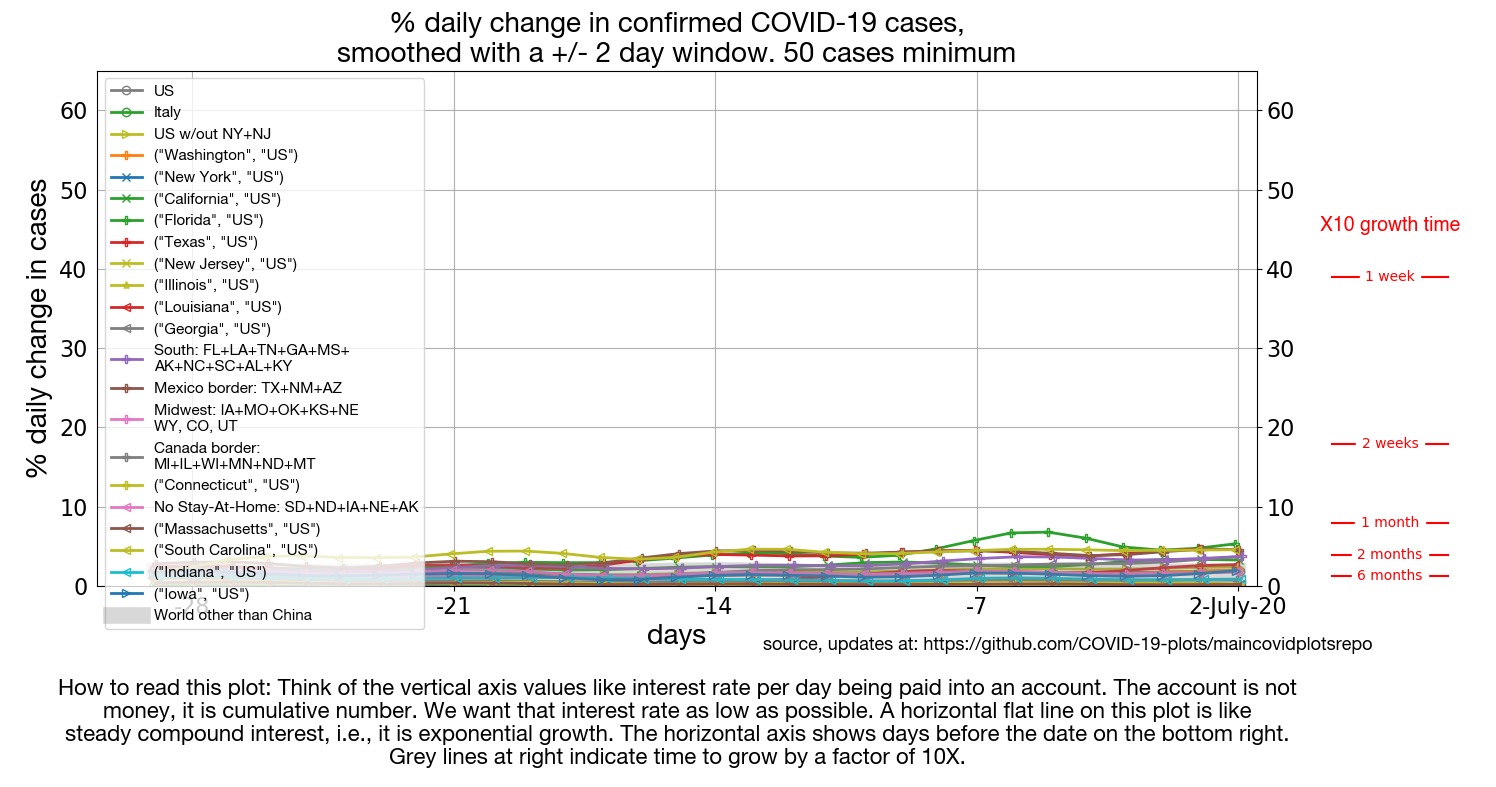 % daily change in confirmed COVID-19 cases,
smoothed with a +/- 2 day window. 50 cases minimum
% daily change in cases
60
50
40
30
20
10
0
US
Italy
US w/out NY+NJ
("Washington", "US")
("New York", "US")
("California", "US")
("Florida", "US")
("Texas", "US")
("New Jersey", "US")
("Illinois", "US")
("Louisiana", "US")
("Georgia", "US")
South: FL+LA+TN+GA+MS+
AK+NC+SC+AL+KY
Mexico border: TX+NM+AZ
Midwest: IA+MO+OK+KS+NE
WY, CO, UT
Canada border:
MI+IL+WI+MN+ND+MT
("Connecticut", "US")
No Stay-At-Home: SD+ND+IA+NE+AK
("Massachusetts", "US")
("South Carolina", "US")
("Indiana", "US")
("Iowa", "US")
World other than China
60
50
40
30
20
10
0
X10 growth time
1 week
2 weeks
1 month
2 months
6 months
-28
-21
-14
-7
2-July-20
days
source, updates at: https://github.com/COVID-19-plots/maincovidplotsrepo
How to read this plot: Think of the vertical axis values like interest rate per day being paid into an account. The account is not
money, it is cumulative number. We want that interest rate as low as possible. A horizontal flat line on this plot is like
steady compound interest, i.e., it is exponential growth. The horizontal axis shows days before the date on the bottom right.
Grey lines at right indicate time to grow by a factor of 10X.